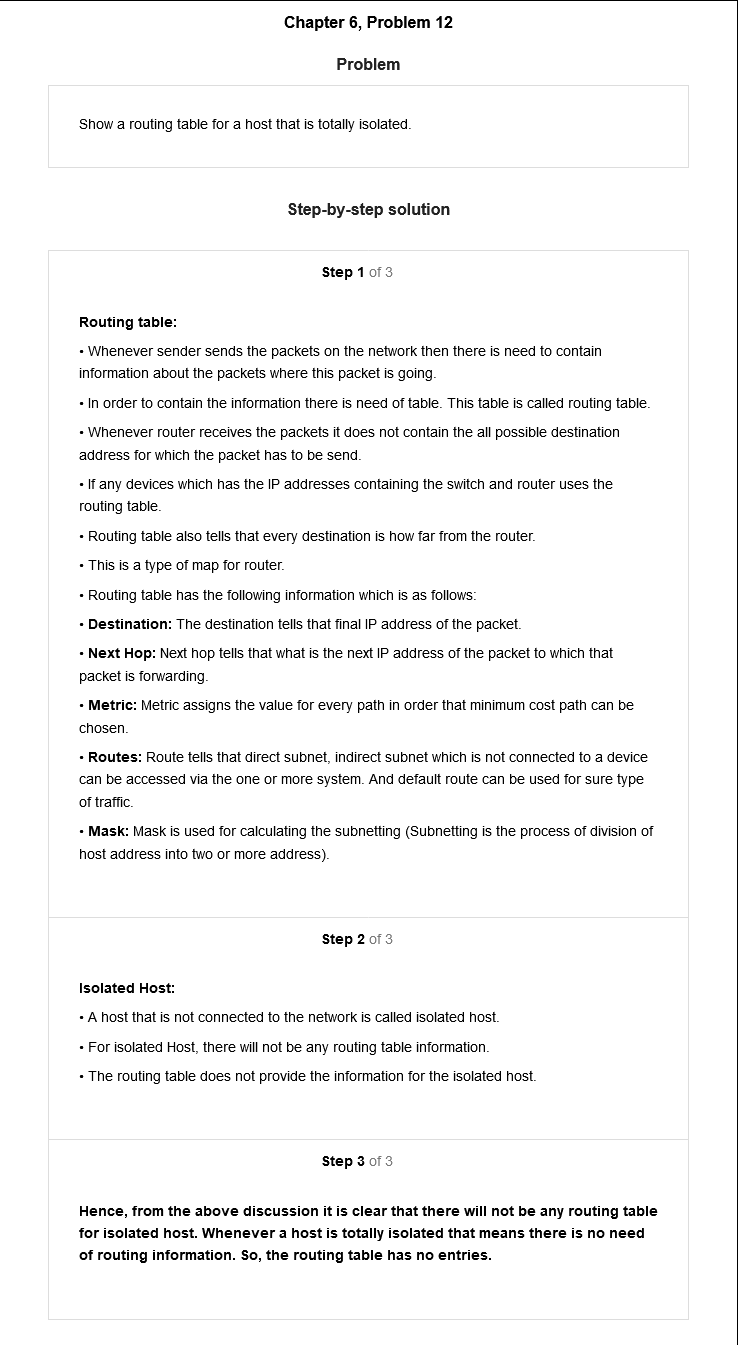 Chapter 6, Problem 12
Problem
Show a routing table for a host that is totally isolated.
Step-by-step solution
Step 1 of 3
Routing table:
• Whenever sender sends the packets on the network then there is need to contain
information about the packets where this packet is going.
• In order to contain the information there is need of table. This table is called routing table.
• Whenever router receives the packets it does not contain the all possible destination
address for which the packet has to be send.
• If any devices which has the IP addresses containing the switch and router uses the
routing table.
• Routing table also tells that every destination is how far from the router.
• This is a type of map for router.
• Routing table has the following information which is as follows:
• Destination: The destination tells that final IP address of the packet.
• Next Hop: Next hop tells that what is the next IP address of the packet to which that
packet is forwarding.
• Metric: Metric assigns the value for every path in order that minimum cost path can be
chosen.
• Routes: Route tells that direct subnet, indirect subnet which is not connected to a device
can be accessed via the one or more system. And default route can be used for sure type
of traffic.
• Mask: Mask is used for calculating the subnetting (Subnetting is the process of division of
host address into two or more address).
Step 2 of 3
Isolated Host:
• A host that is not connected to the network is called isolated host.
• For isolated Host, there will not be any routing table information.
• The routing table does not provide the information for the isolated host.
Step 3 of 3
Hence, from the above discussion it is clear that there will not be any routing table
for isolated host. Whenever a host is totally isolated that means there is no need
of routing information. So, the routing table has no entries.